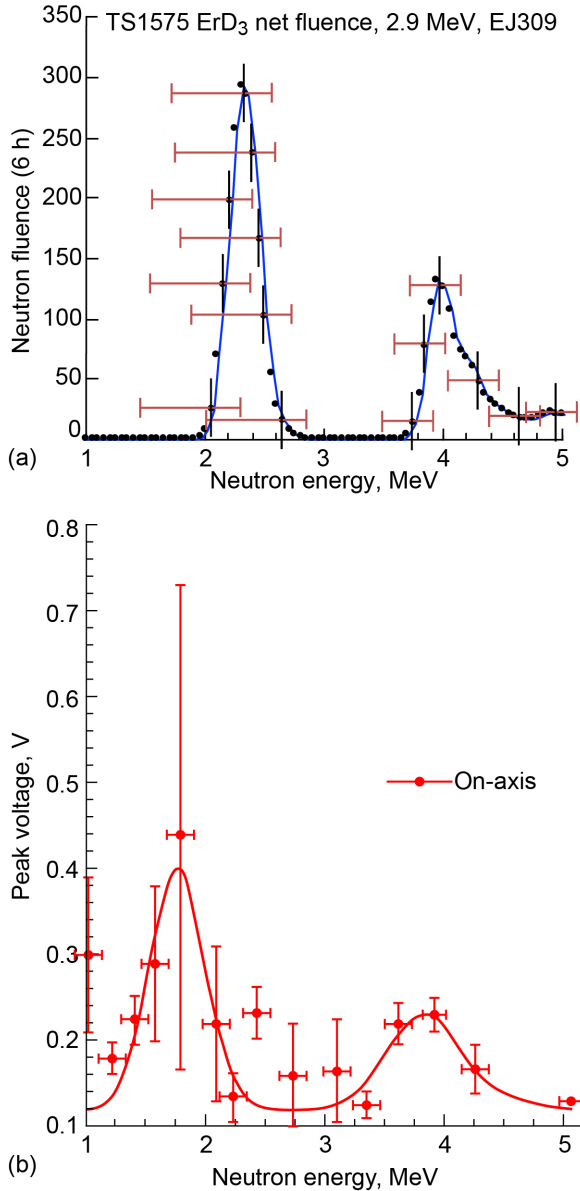 TS1575 ErD₃ net fluence, 2.9 MeV, EJ309
Neutron fluence (6 h)
350
300
250
200
150
100
50
0
1 2 3 4 5
Neutron energy, MeV
(a)
Peak voltage, V
0.8
0.7
0.6
0.5
0.4
0.3
0.2
0.1
On-axis
1 2 3 4 5
Neutron energy, MeV
(b)